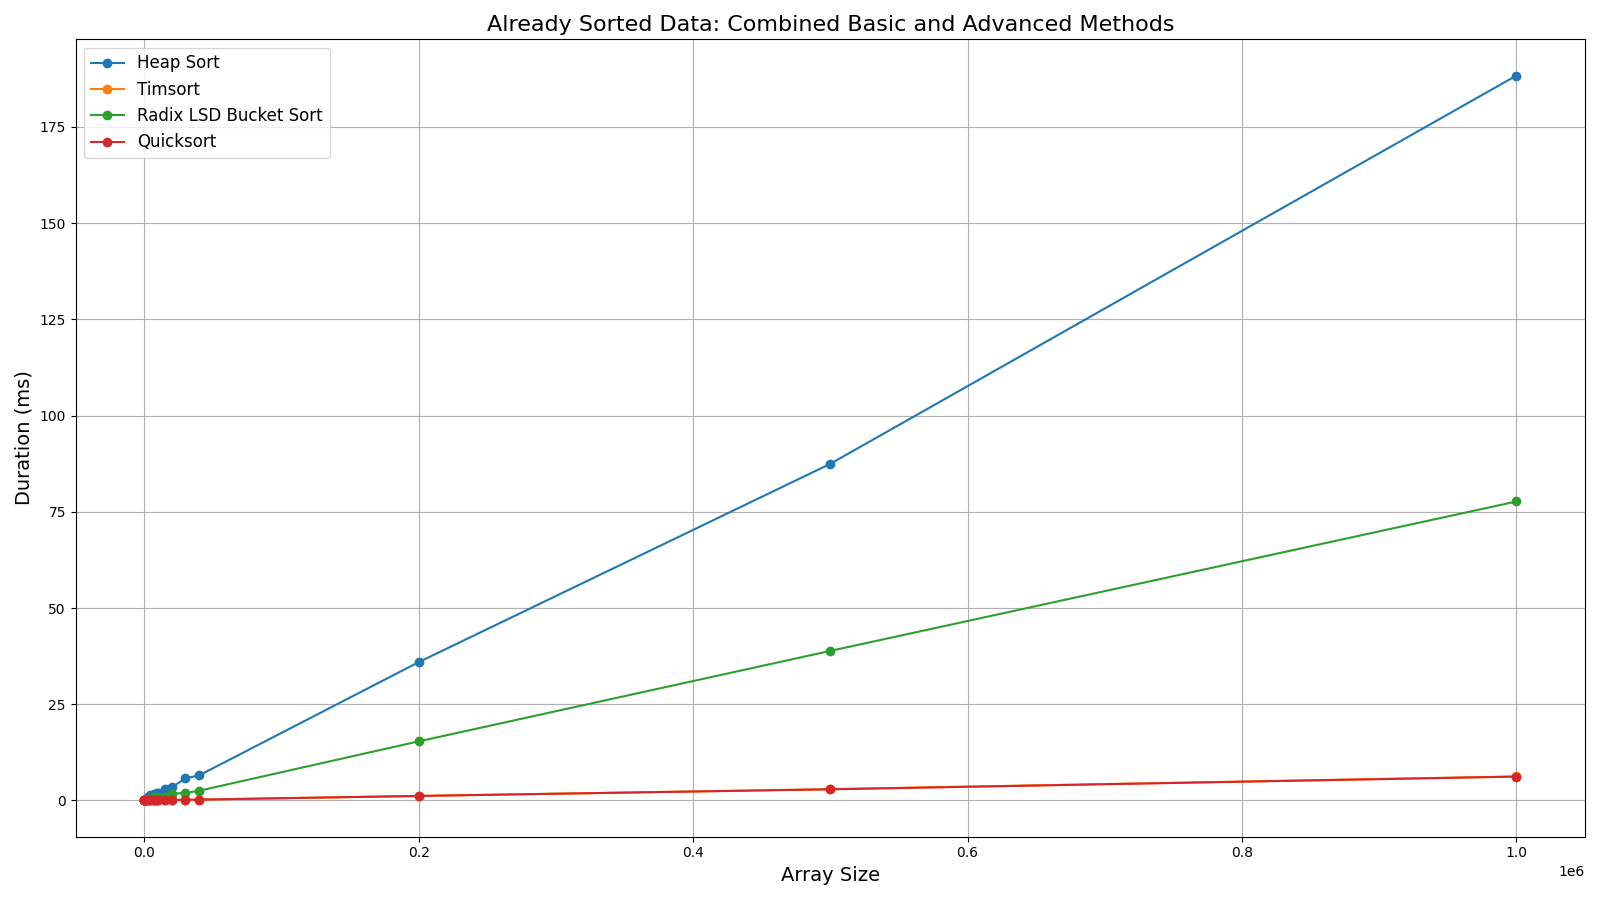 Already Sorted Data: Combined Basic and Advanced Methods
Heap Sort
Timsort
Radix LSD Bucket Sort
Quicksort
175
150
125
100
75
50
25
0
Duration (ms)
0.0 0.2 0.4 0.6 0.8 1.0
1e6
Array Size